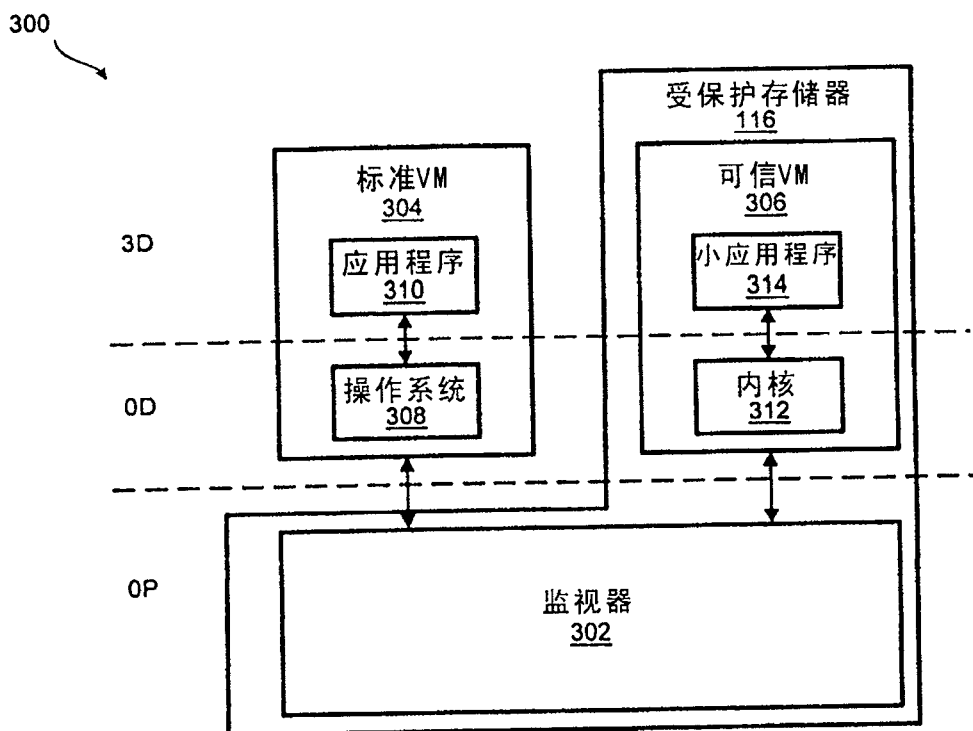 300
受保护存储器
116
标准VM
304
可信VM
306
3D
应用程序
310
小应用程序
314
0D
操作系统
308
内核
312
0P
监视器
302